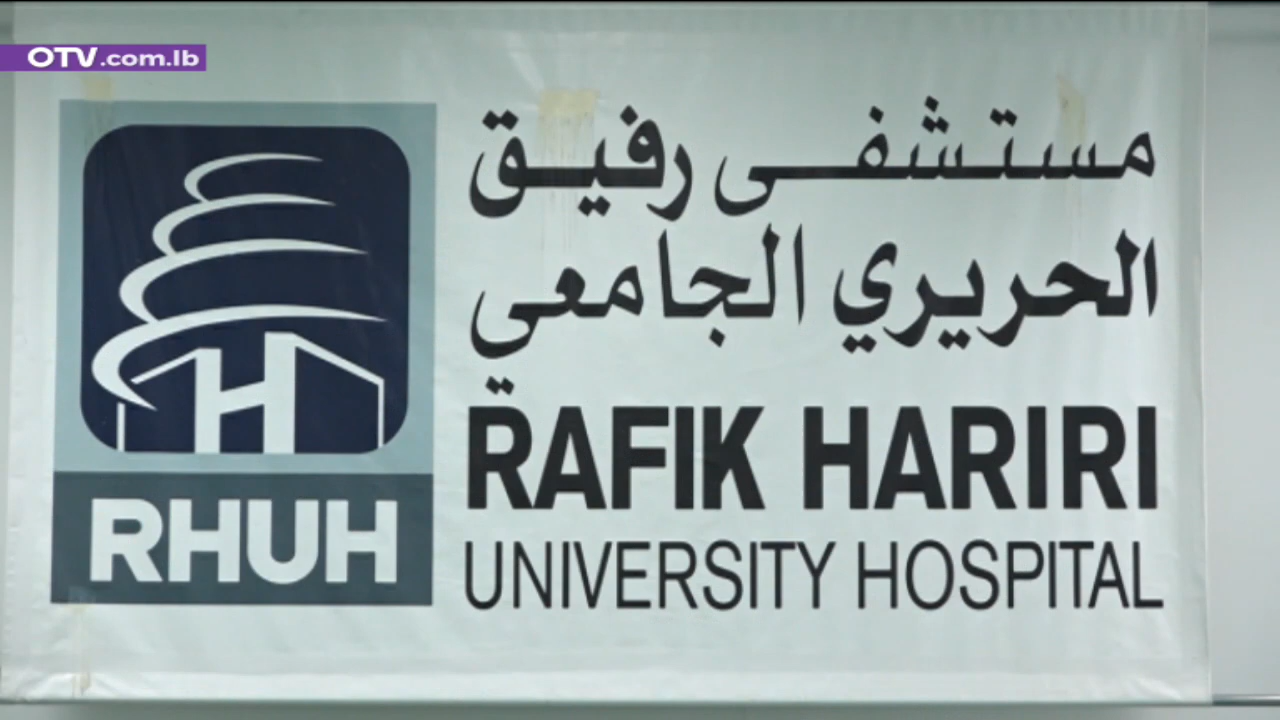 OTV.com.lb
مستشفى رفيق
الحريري الجامعي
RAFIK HARIRI
UNIVERSITY HOSPITAL
H
RHUH